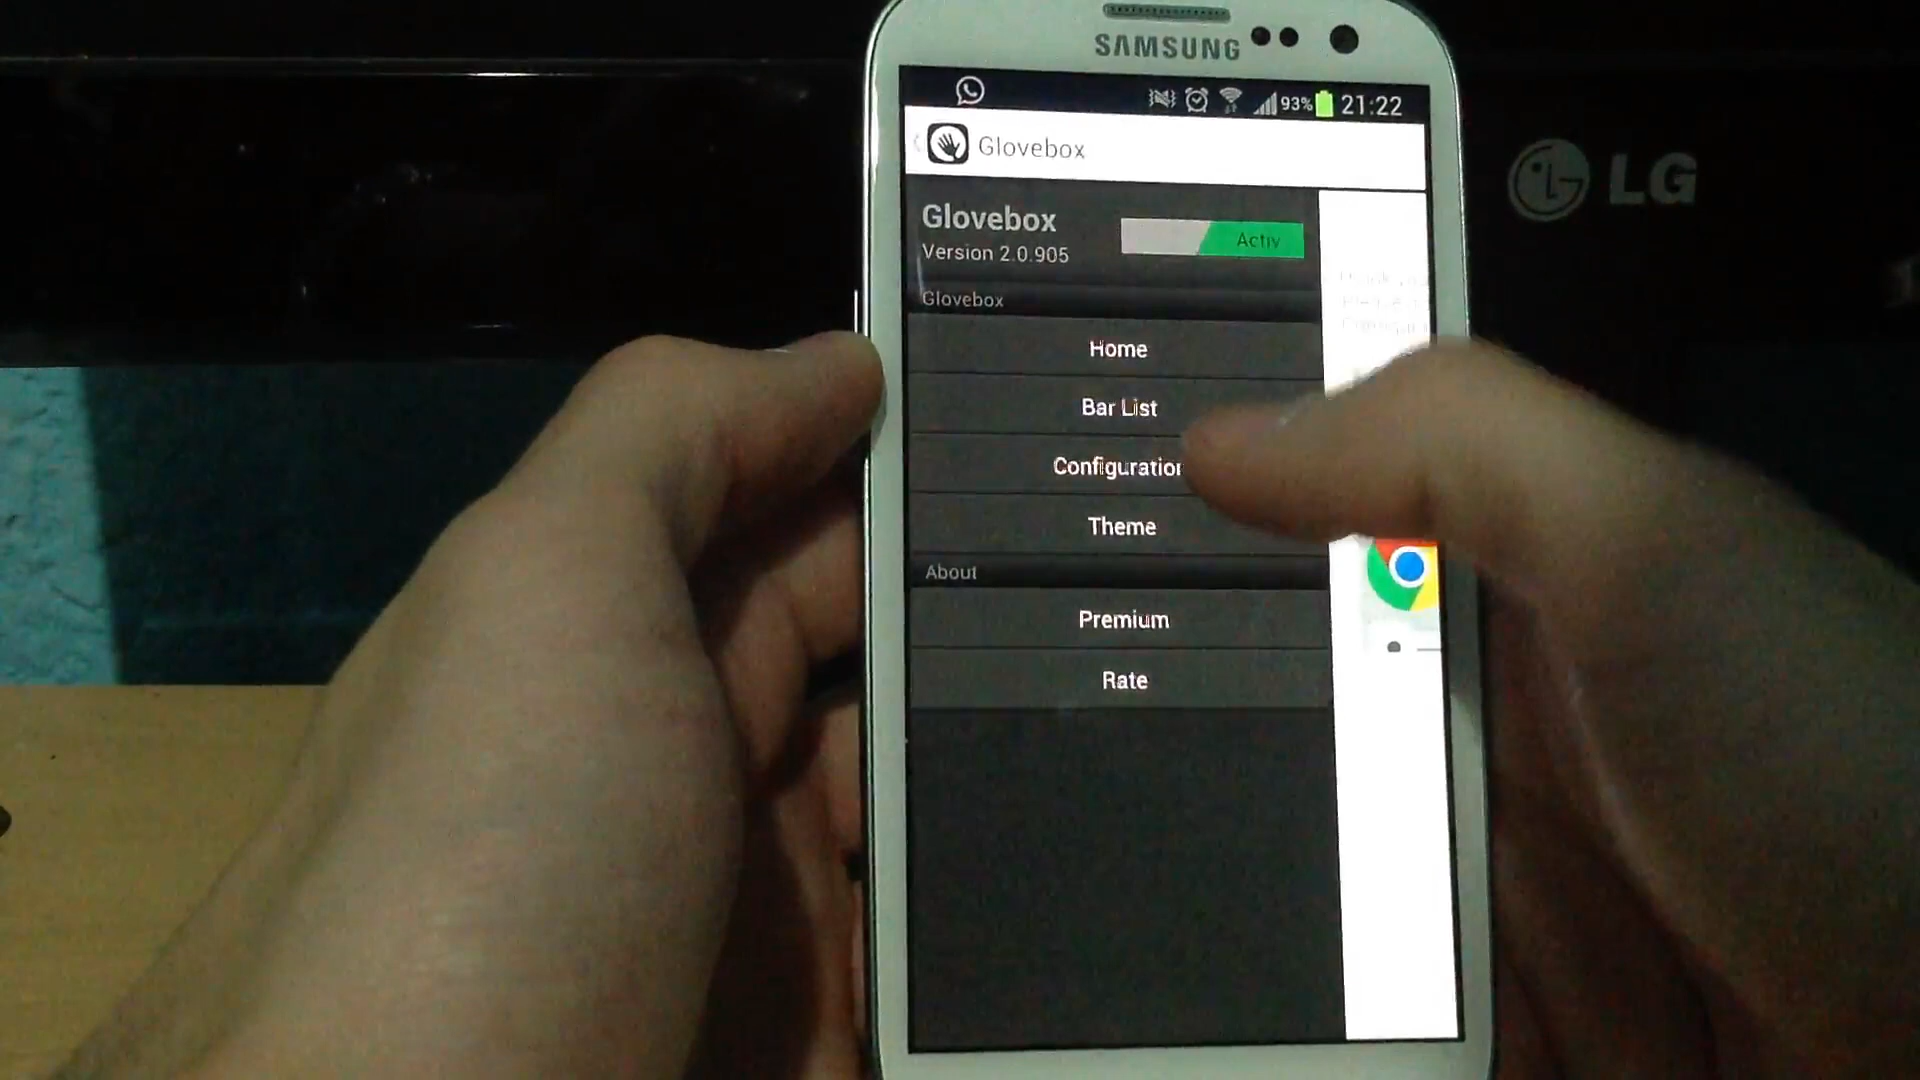 SAMSUNG
93% 21:22
Glovebox
LG
Glovebox
Activ
Version 2.0.905
Glovebox
Home
Bar List
Configuration
Theme
About
Premium
Rate